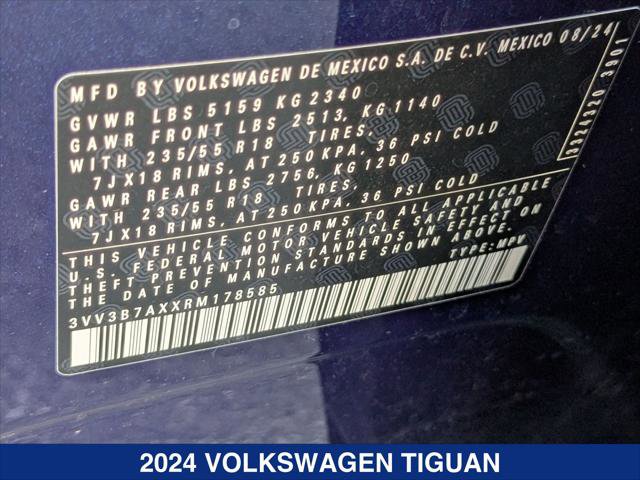 MFD BY VOLKSWAGEN DE MEXICO S.A. DE C.V. MEXICO 08/24
GVWR LBS 5159 KG 2340
GAWR FRONT LBS 2513, KG 1140
WITH 235/55 R18 TIRES,
7JX18 RIMS, AT 250 KPA, 36 PSI COLD
GAWR REAR LBS 2756, KG 1250
WITH 235/55 R18 TIRES,
7JX18 RIMS, AT 250 KPA, 36 PSI COLD
THIS VEHICLE CONFORMS TO ALL APPLICABLE
U.S. FEDERAL MOTOR VEHICLE SAFETY AND
THEFT PREVENTION STANDARDS IN EFFECT ON
THE DATE OF MANUFACTURE SHOWN ABOVE.
TYPE: MPV
3VV3B7AXXRM178585
3324320 3901
2024 VOLKSWAGEN TIGUAN